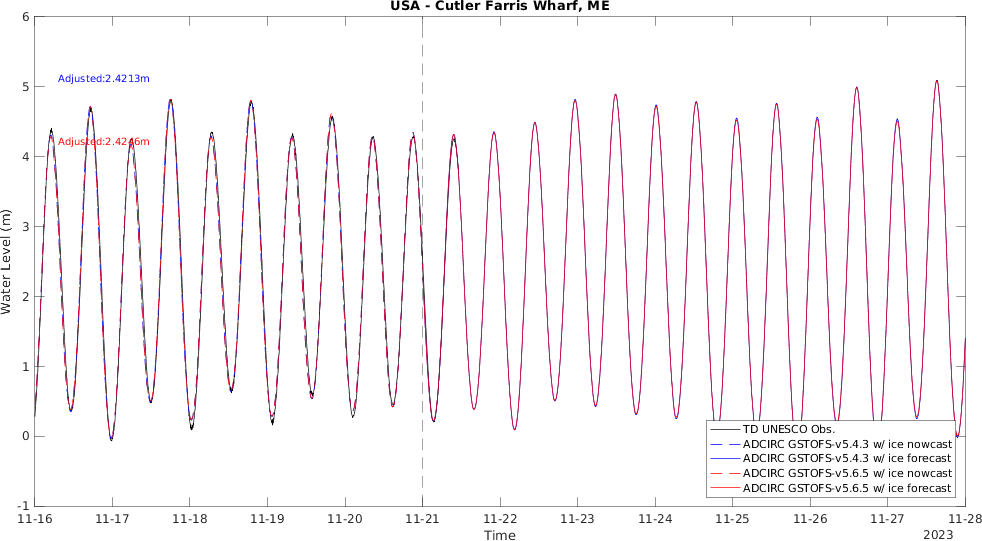 USA - Cutler Farris Wharf, ME
6
5
4
3
2
1
0
-1
Water Level (m)
Adjusted:2.4213m
Adjusted:2.4246m
TD UNESCO Obs.
ADCIRC GSTOFS-v5.4.3 w/ ice nowcast
ADCIRC GSTOFS-v5.4.3 w/ ice forecast
ADCIRC GSTOFS-v5.6.5 w/ ice nowcast
ADCIRC GSTOFS-v5.6.5 w/ ice forecast
11-16 11-17 11-18 11-19 11-20 11-21 11-22 11-23 11-24 11-25 11-26 11-27 11-28
Time
2023